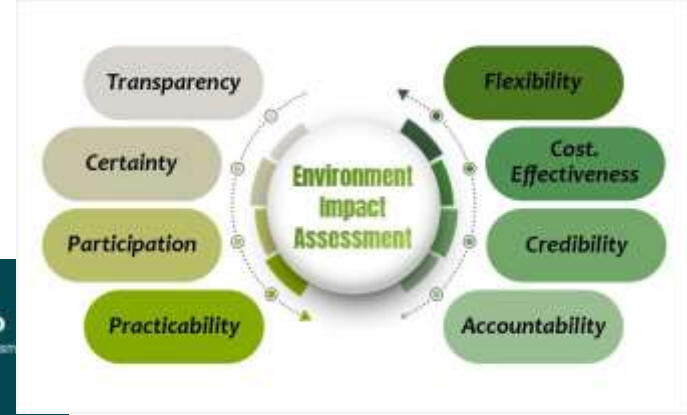 Transparency
Certainty
Participation
Practicability
Environment
Impact
Assessment
Flexibility
Cost.
Effectiveness
Credibility
Accountability